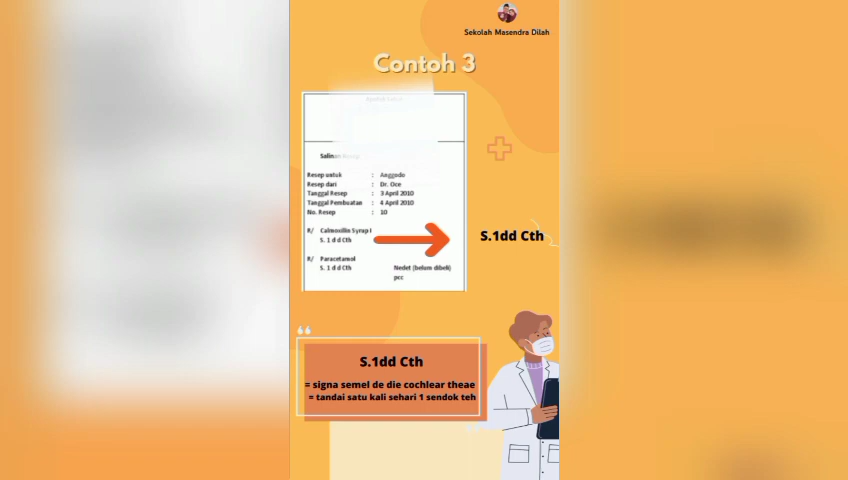 Sekolah Masendra Dilah
Contoh 3
Salinan Resep
Resep untuk : Anggodo
Resep dari : Dr. Oce
Tanggal Resep : 3 April 2010
Tanggal Pembuatan : 4 April 2010
No. Resep : 10
R/ Calmoxilin Syrup I
S. 1 d d Cth
R/ Paracetamol
S. 1 d d Cth Nedet (belum dibeli)
pcc
S.1dd Cth
S.1dd Cth
= signa semel de die cochlear theae
= tandai satu kali sehari 1 sendok teh